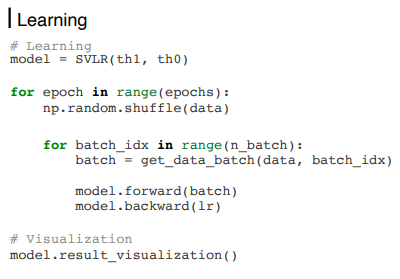 Learning
# Learning
model = SVLR(th1, th0)
for epoch in range(epochs):
    np.random.shuffle(data)
    for batch_idx in range(n_batch):
        batch = get_data_batch(data, batch_idx)
        model.forward(batch)
        model.backward(lr)
# Visualization
model.result_visualization()